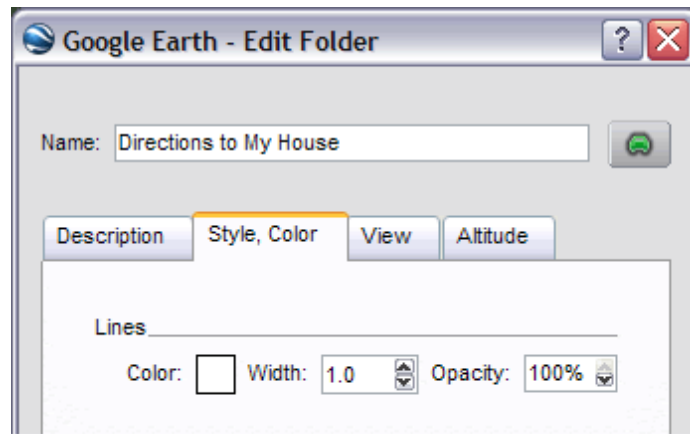 Google Earth - Edit Folder
Name: Directions to My House
Description Style, Color View Altitude
Lines
Color: Width: 1.0 Opacity: 100%